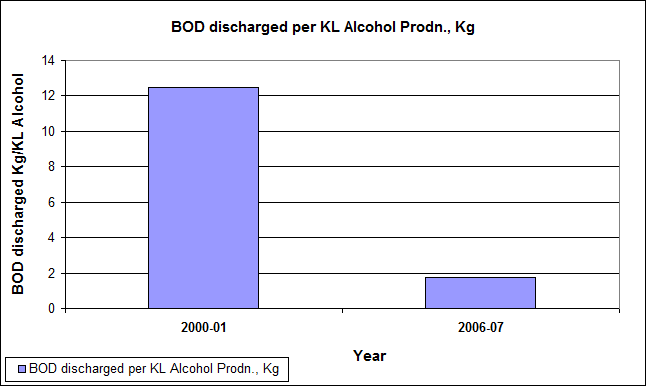 BOD discharged per KL Alcohol Prodn., Kg
BOD discharged Kg/KL Alcohol
14
12
10
8
6
4
2
0
2000-01
2006-07
Year
BOD discharged per KL Alcohol Prodn., Kg